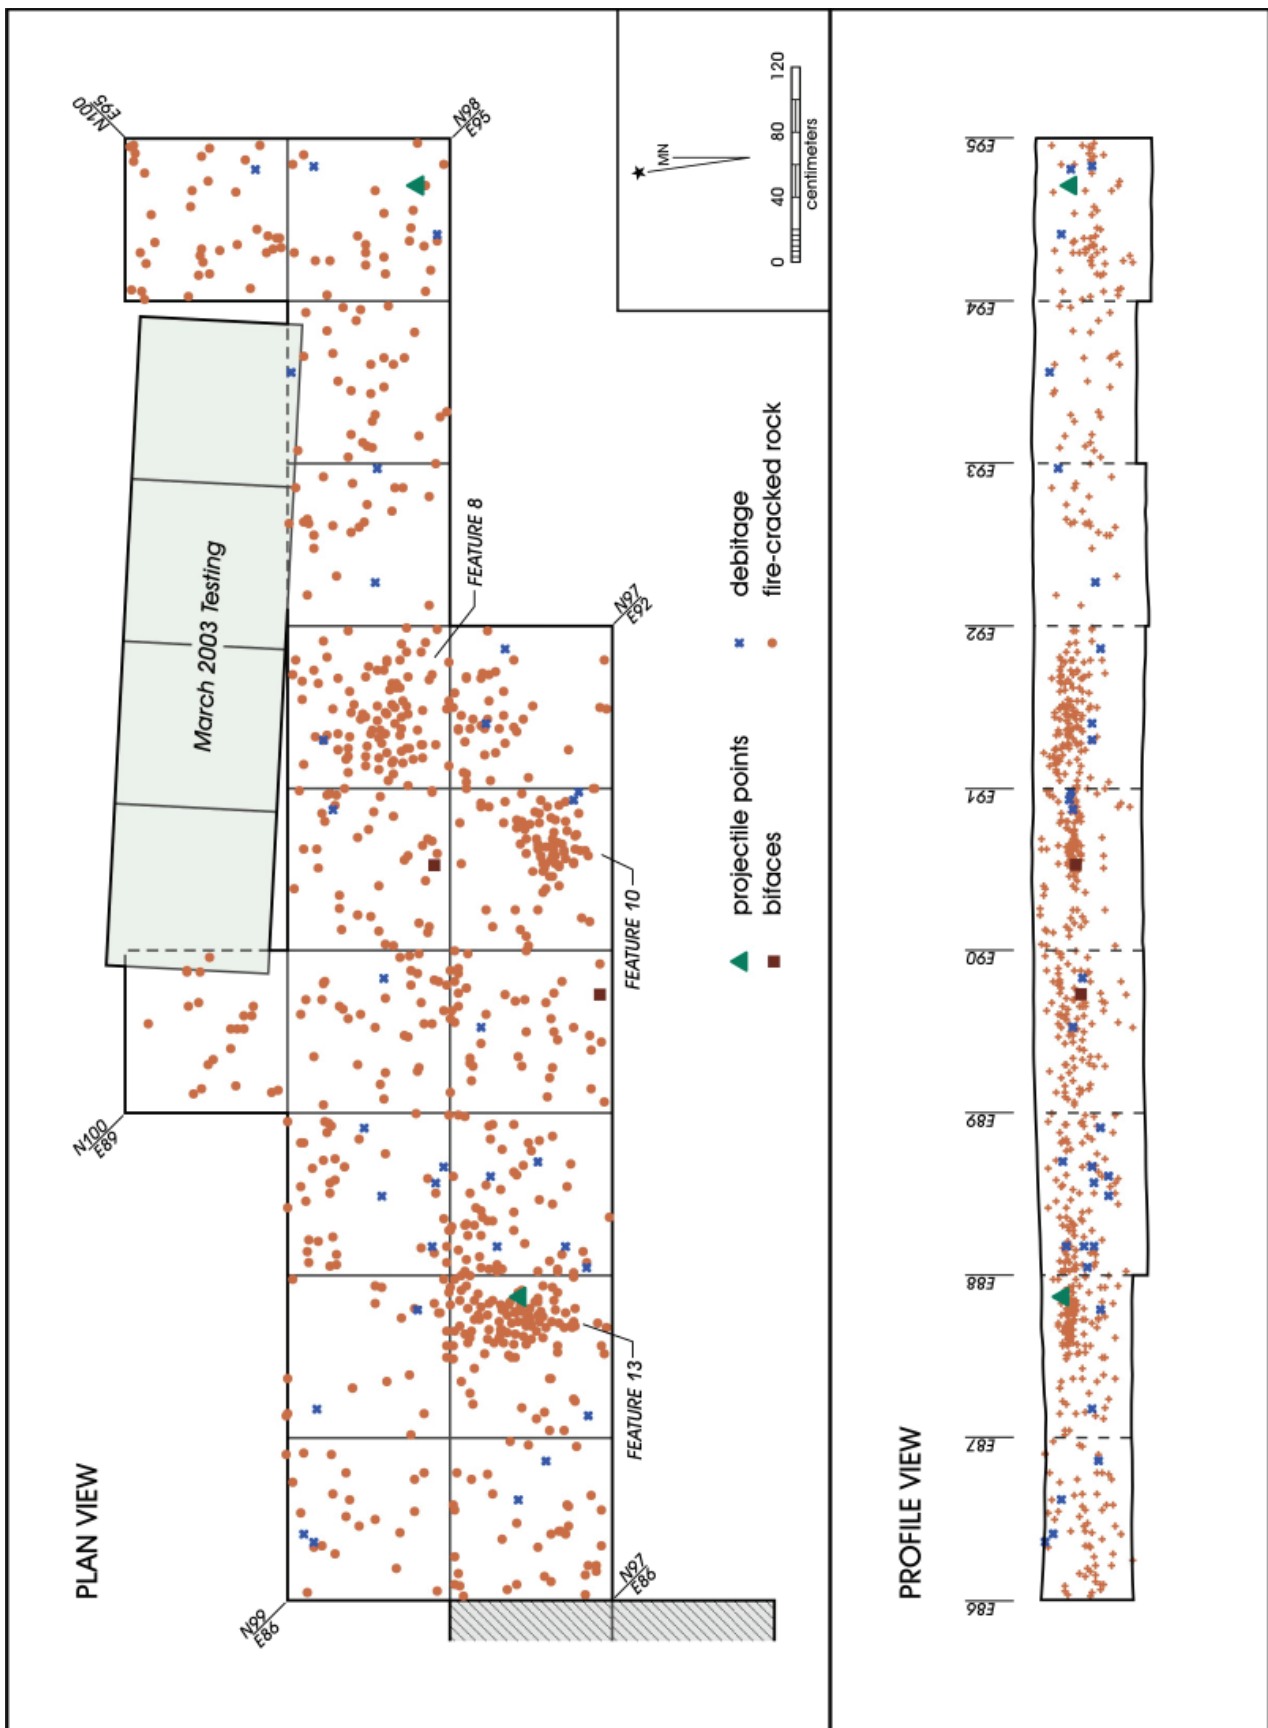 PLAN VIEW
N99
E86
N97
E86
N100
E89
March 2003 Testing
N100
E95
N98
E95
N97
E92
FEATURE 8
FEATURE 10
FEATURE 13
projectile points
bifaces
debitage
fire-cracked rock
MN
0 40 80 120
centimeters
PROFILE VIEW
E86 E87 E88 E89 E90 E91 E92 E93 E94 E95